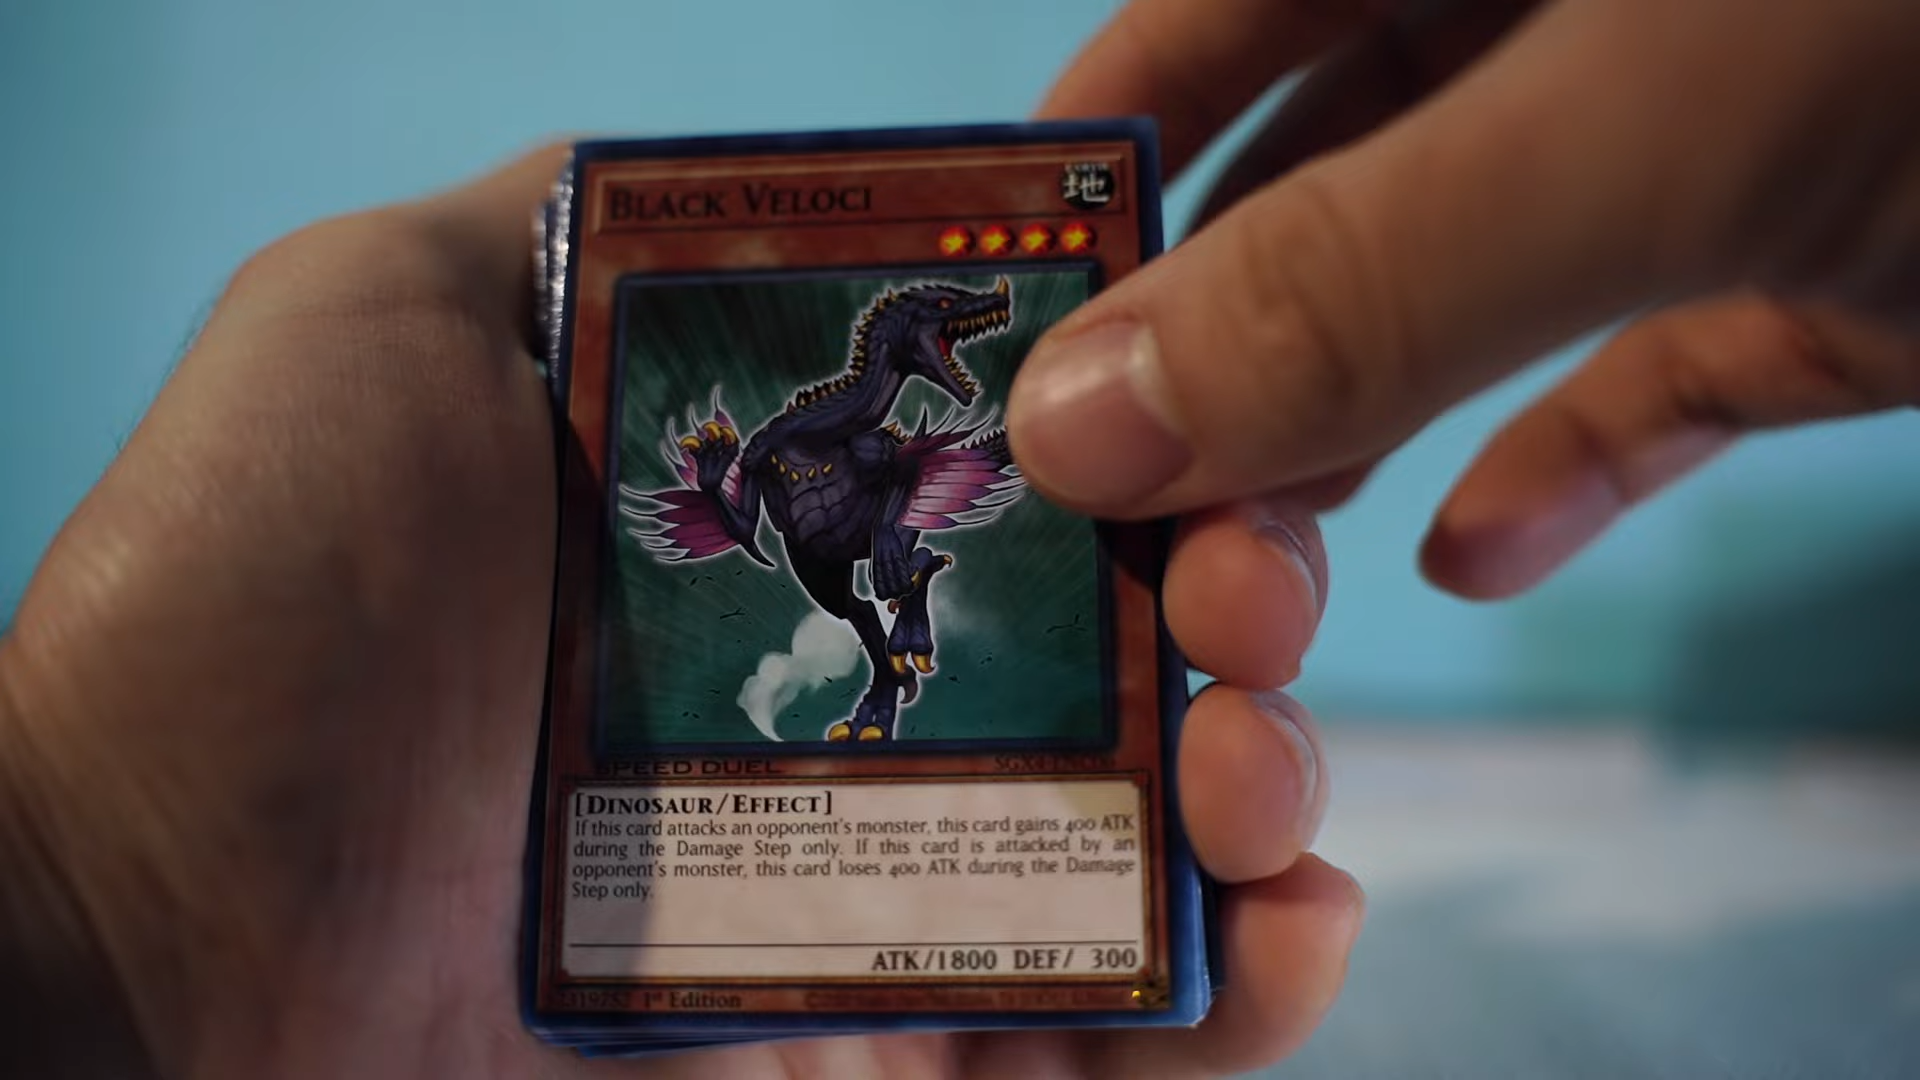 BLACK VELOCI
EARTH
地
SPEED DUEL
[DINOSAUR/EFFECT]
If this card attacks an opponent's monster, this card gains 400 ATK
during the Damage Step only. If this card is attacked by an
opponent's monster, this card loses 400 ATK during the Damage
Step only.
ATK/1800 DEF/ 300
1st Edition